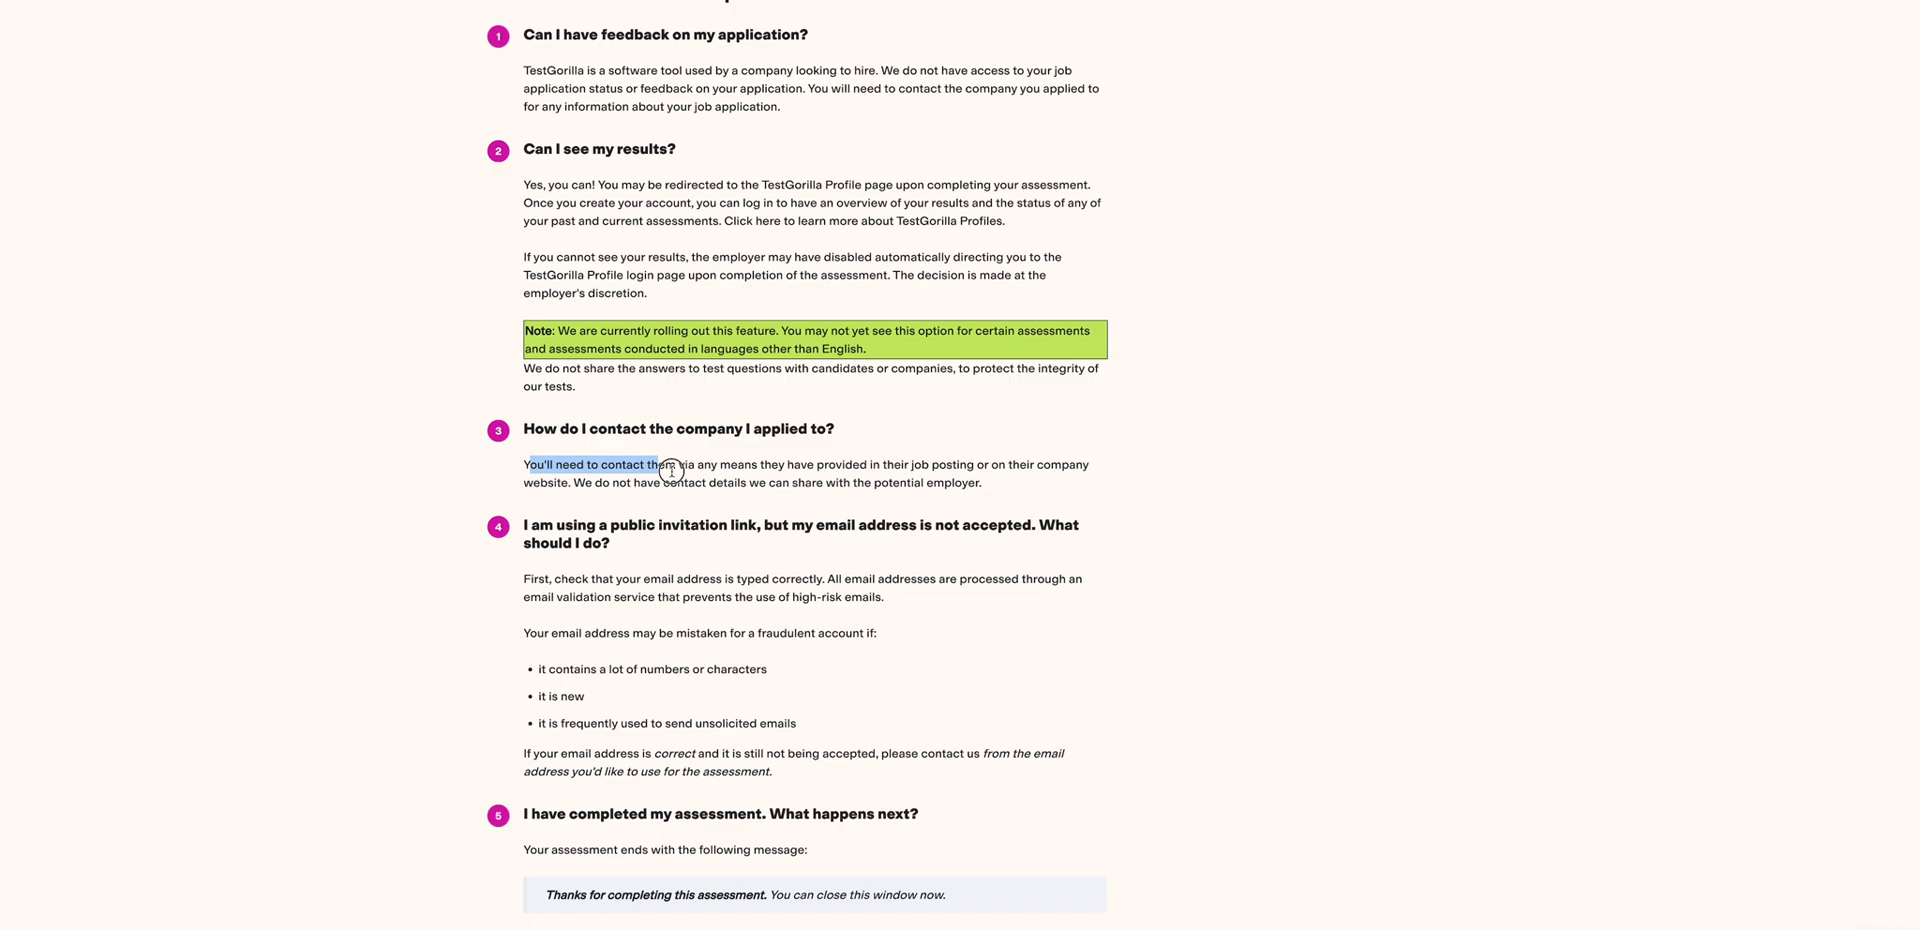 1 Can I have feedback on my application?
TestGorilla is a software tool used by a company looking to hire. We do not have access to your job
application status or feedback on your application. You will need to contact the company you applied to
for any information about your job application.
2 Can I see my results?
Yes, you can! You may be redirected to the TestGorilla Profile page upon completing your assessment.
Once you create your account, you can log in to have an overview of your results and the status of any of
your past and current assessments. Click here to learn more about TestGorilla Profiles.
If you cannot see your results, the employer may have disabled automatically directing you to the
TestGorilla Profile login page upon completion of the assessment. The decision is made at the
employer's discretion.
Note: We are currently rolling out this feature. You may not yet see this option for certain assessments
and assessments conducted in languages other than English.
We do not share the answers to test questions with candidates or companies, to protect the integrity of
our tests.
3 How do I contact the company I applied to?
You'll need to contact them via any means they have provided in their job posting or on their company
website. We do not have contact details we can share with the potential employer.
4 I am using a public invitation link, but my email address is not accepted. What
should I do?
First, check that your email address is typed correctly. All email addresses are processed through an
email validation service that prevents the use of high-risk emails.
Your email address may be mistaken for a fraudulent account if:
• it contains a lot of numbers or characters
• it is new
• it is frequently used to send unsolicited emails
If your email address is correct and it is still not being accepted, please contact us from the email
address you'd like to use for the assessment.
5 I have completed my assessment. What happens next?
Your assessment ends with the following message:
Thanks for completing this assessment. You can close this window now.